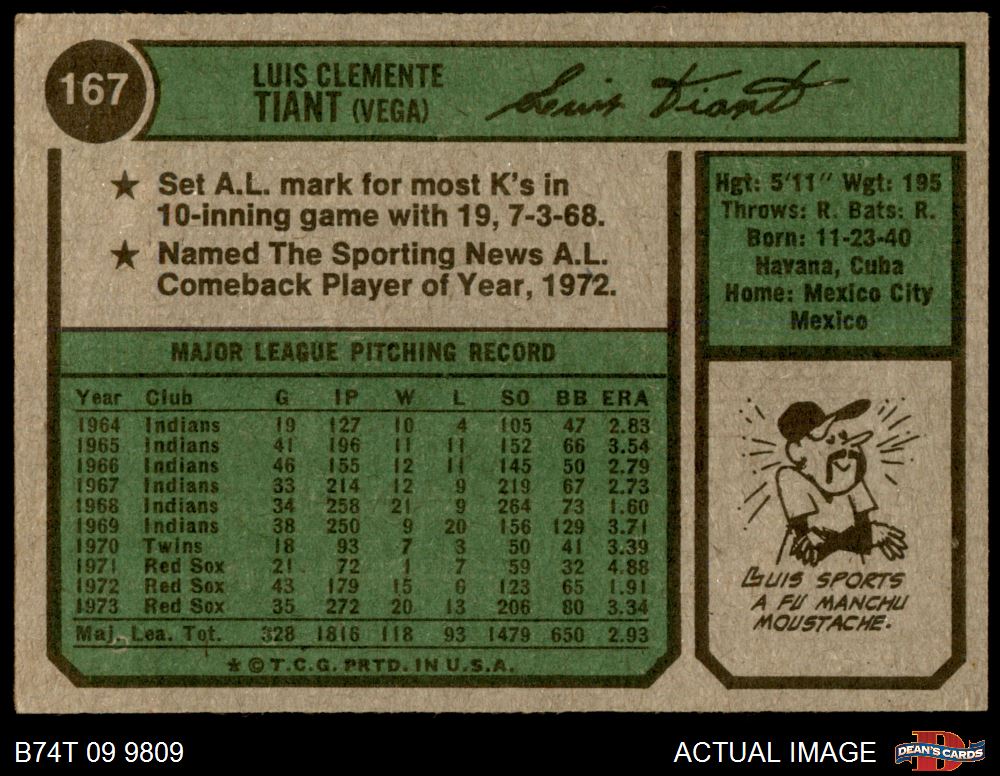 167
LUIS CLEMENTE
TIANT (VEGA)
Luis Tiant
★ Set A.L. mark for most K's in
10-inning game with 19, 7-3-68.
★ Named The Sporting News A.L.
Comeback Player of Year, 1972.
Hgt: 5'11" Wgt: 195
Throws: R. Bats: R.
Born: 11-23-40
Havana, Cuba
Home: Mexico City
Mexico
MAJOR LEAGUE PITCHING RECORD
Year Club G IP W L SO BB ERA
1964 Indians 19 127 10 4 105 47 2.83
1965 Indians 41 196 11 11 152 66 3.54
1966 Indians 46 155 12 11 145 50 2.79
1967 Indians 33 214 12 9 219 67 2.73
1968 Indians 34 258 21 9 264 73 1.60
1969 Indians 38 250 9 20 156 129 3.71
1970 Twins 18 93 7 3 50 41 3.39
1971 Red Sox 21 72 1 7 59 32 4.88
1972 Red Sox 43 179 15 6 123 65 1.91
1973 Red Sox 35 272 20 13 206 80 3.34
Maj. Lea. Tot. 328 1816 118 93 1479 650 2.93
★ © T.C.G. PRTD. IN U.S.A.
LUIS SPORTS
A FU MANCHU
MOUSTACHE.
B74T 09 9809
ACTUAL IMAGE
DEAN'S CARDS